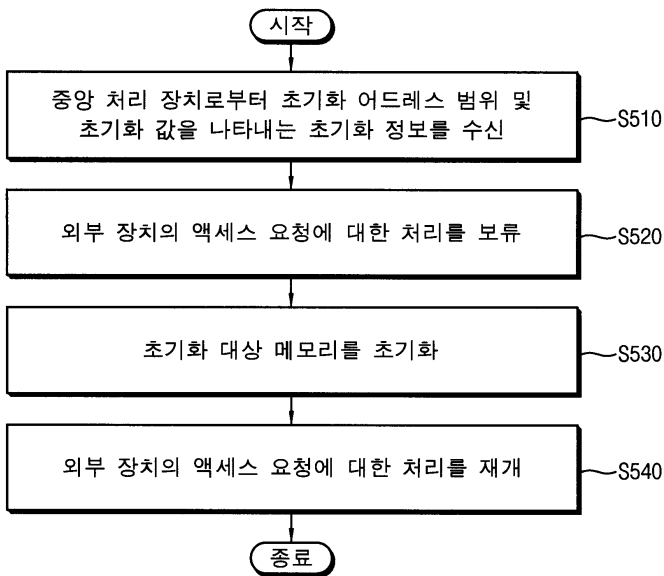 시작
중앙 처리 장치로부터 초기화 어드레스 범위 및
초기화 값을 나타내는 초기화 정보를 수신
S510
외부 장치의 액세스 요청에 대한 처리를 보류
S520
초기화 대상 메모리를 초기화
S530
외부 장치의 액세스 요청에 대한 처리를 재개
S540
종료